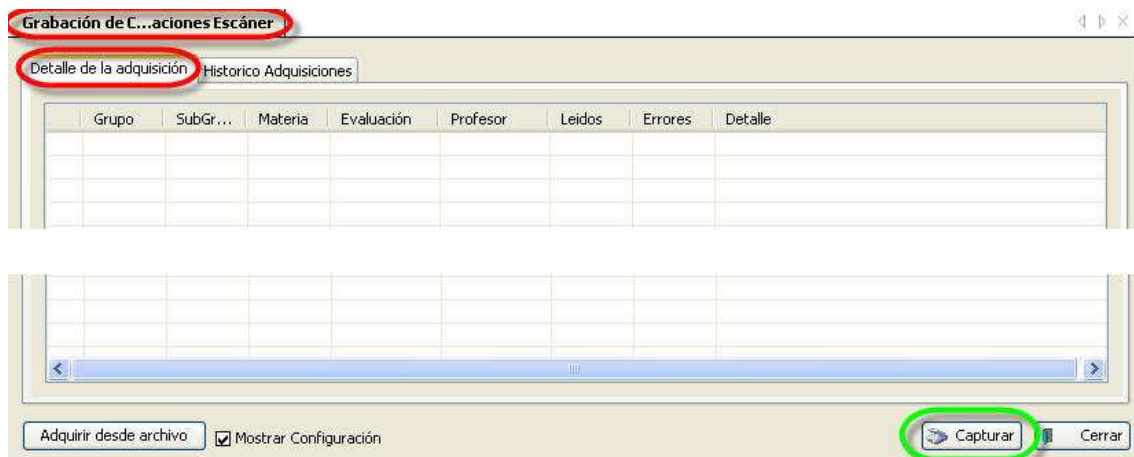 Grabación de C...aciones Escáner
Detalle de la adquisición Historico Adquisiciones
Grupo SubGr... Materia Evaluación Profesor Leidos Errores Detalle
Adquirir desde archivo Mostrar Configuración Capturar Cerrar